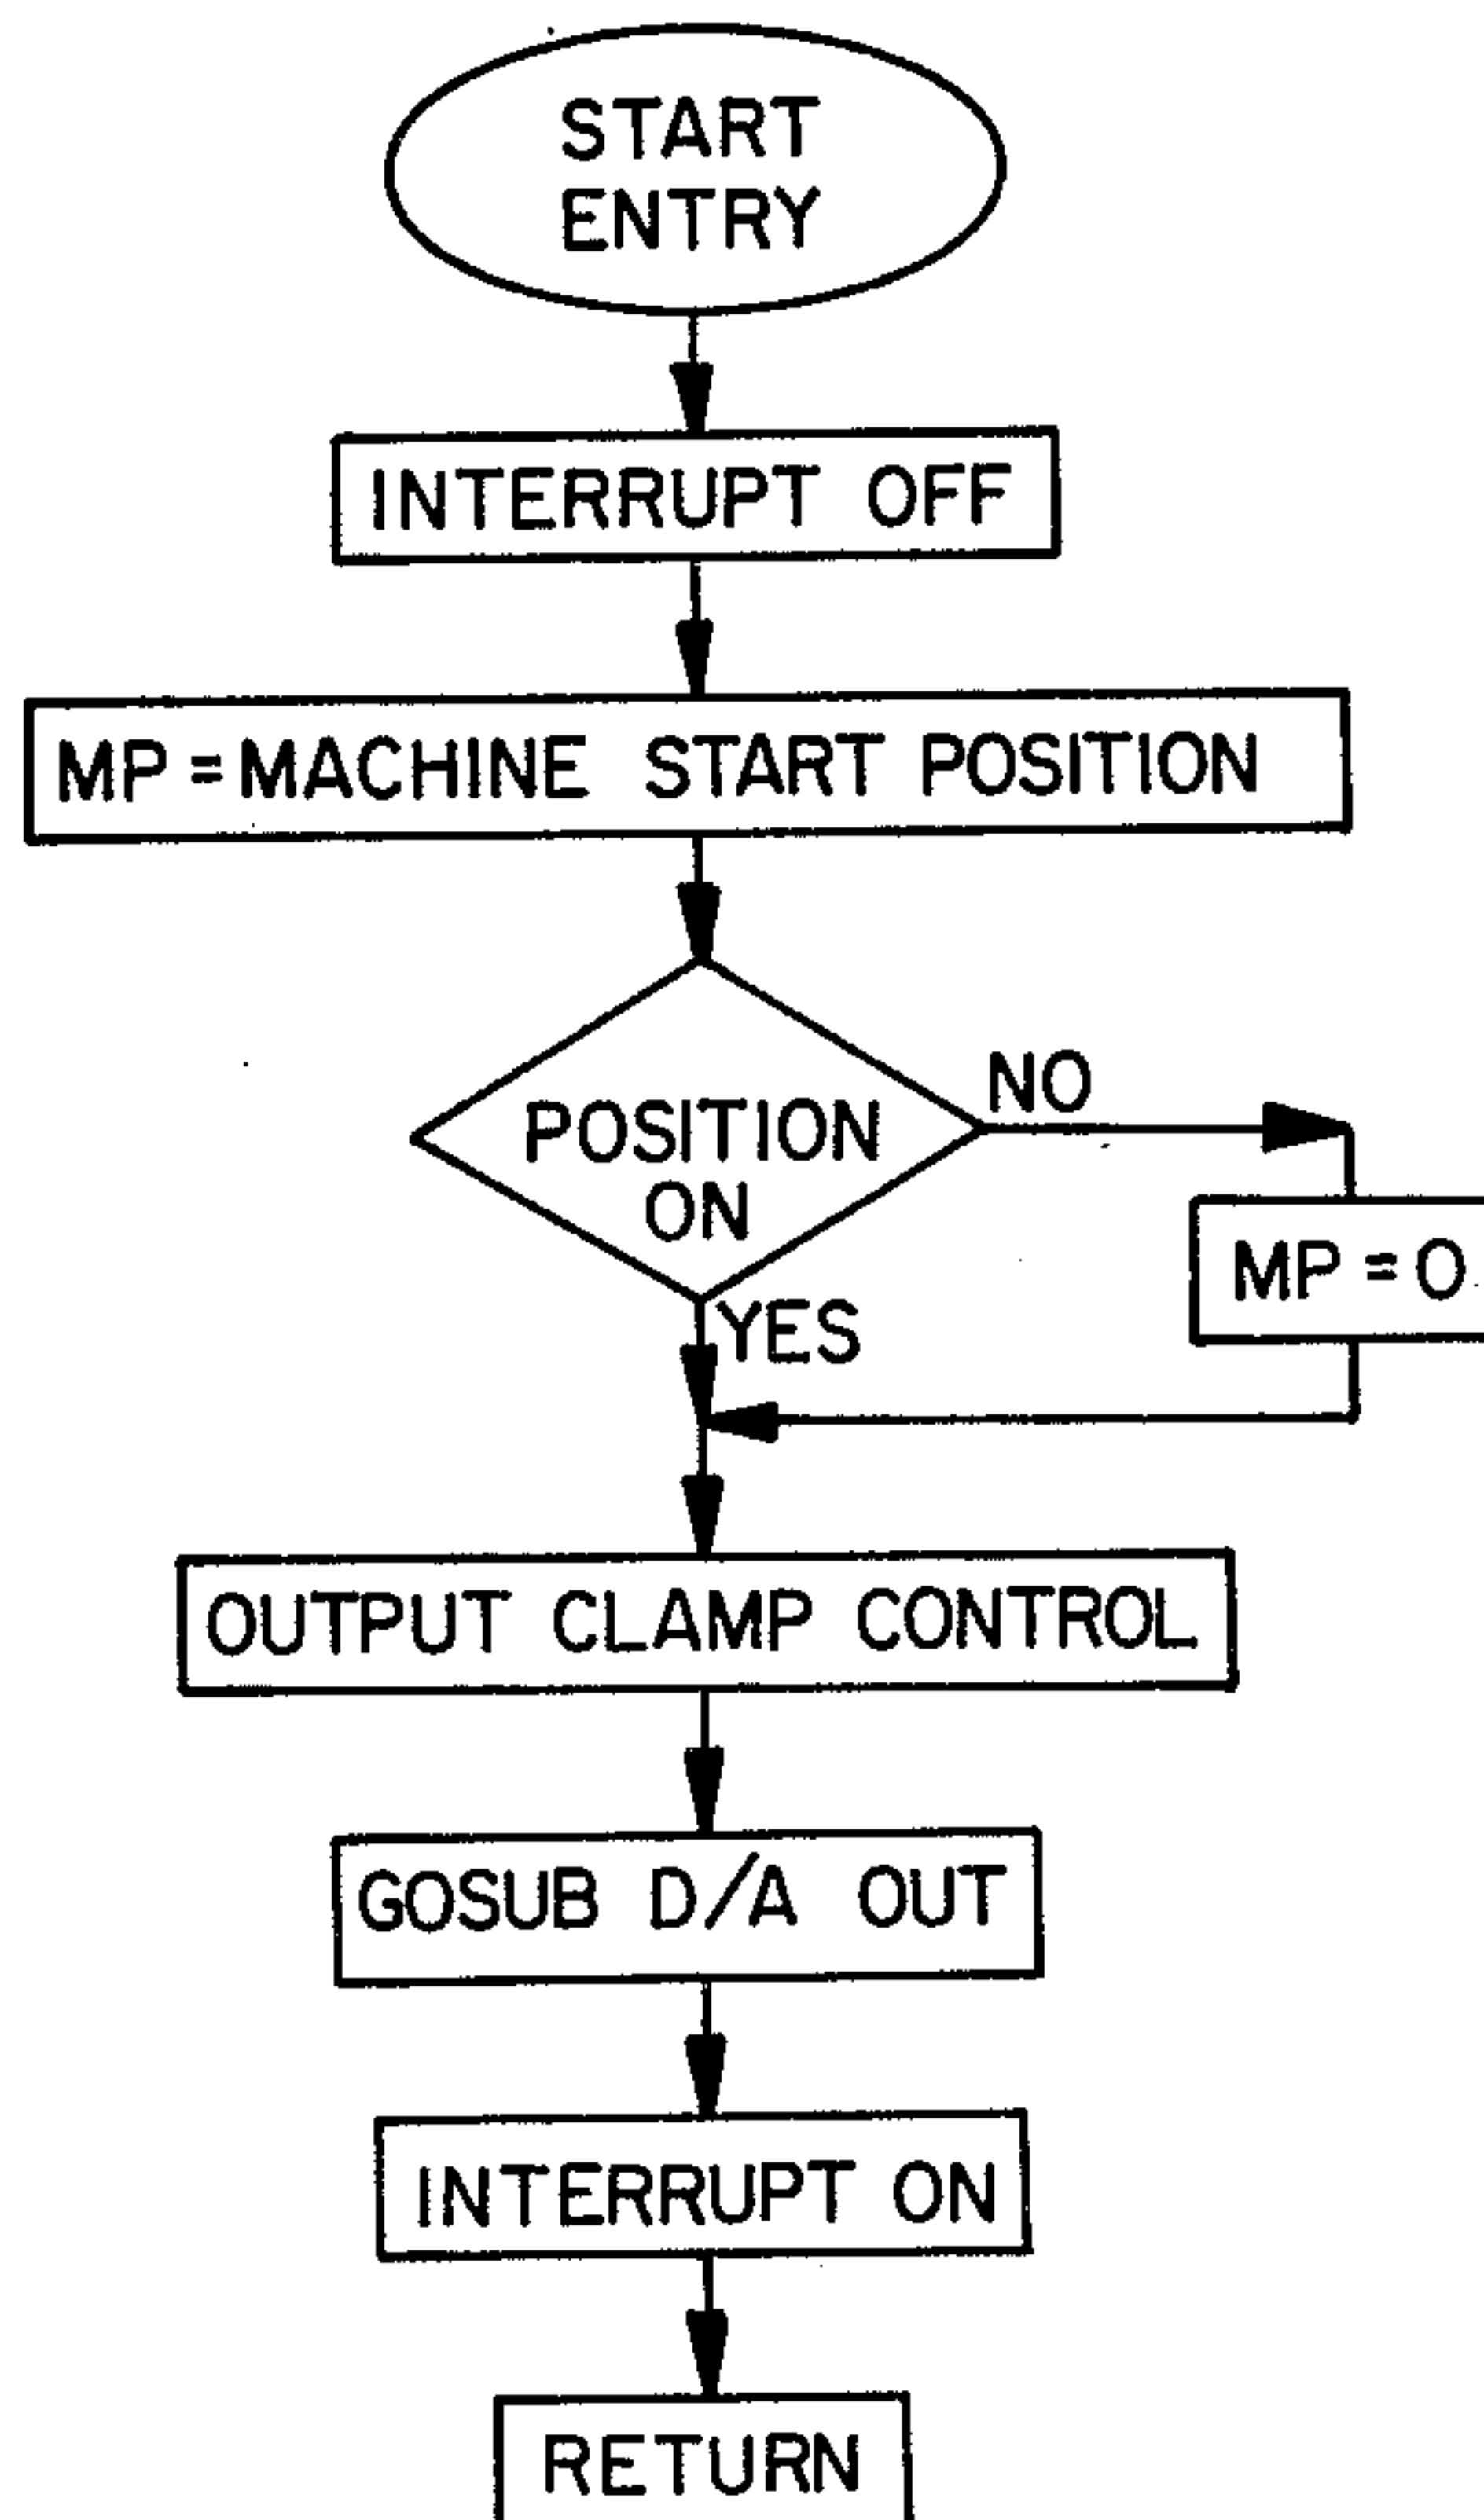 START
ENTRY
INTERRUPT OFF
MP=MACHINE START POSITION
POSITION
ON
NO
MP=0
YES
OUTPUT CLAMP CONTROL
GOSUB D/A OUT
INTERRUPT ON
RETURN